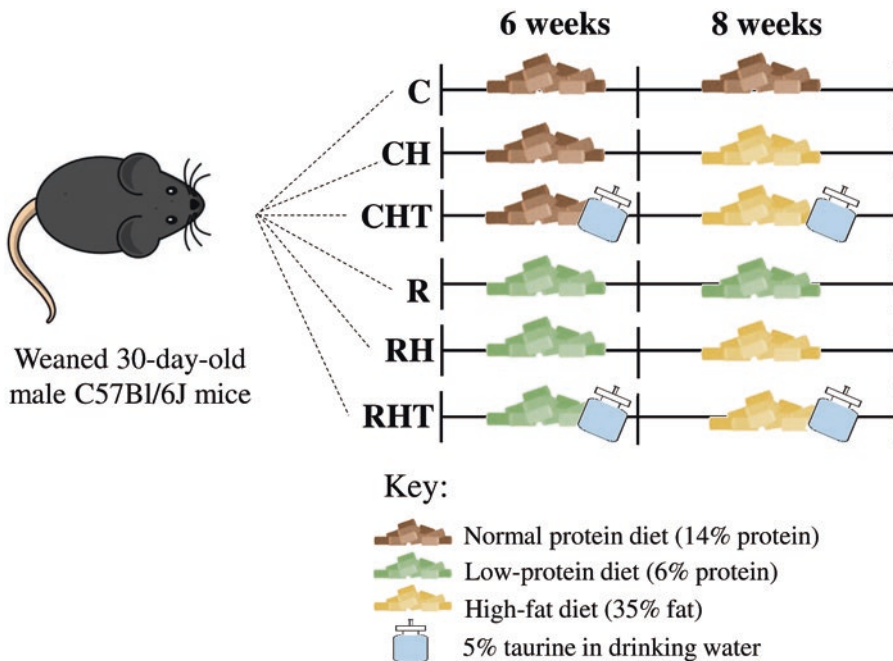 6 weeks 8 weeks
C
CH
CHT
R
RH
RHT
Weaned 30-day-old
male C57Bl/6J mice
Key:
Normal protein diet (14% protein)
Low-protein diet (6% protein)
High-fat diet (35% fat)
5% taurine in drinking water